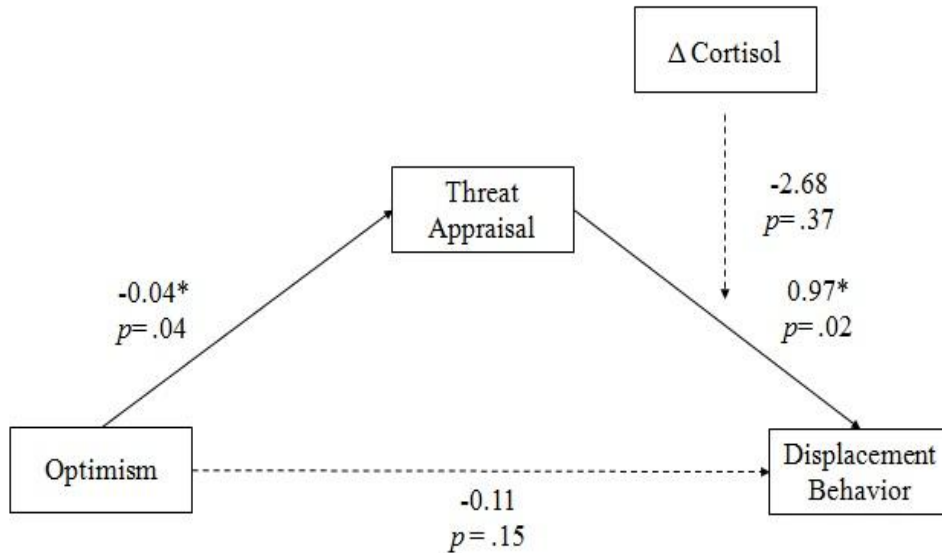 Δ Cortisol
Threat
Appraisal
-2.68
p= .37
-0.04*
p= .04
0.97*
p= .02
Optimism
Displacement
Behavior
-0.11
p = .15